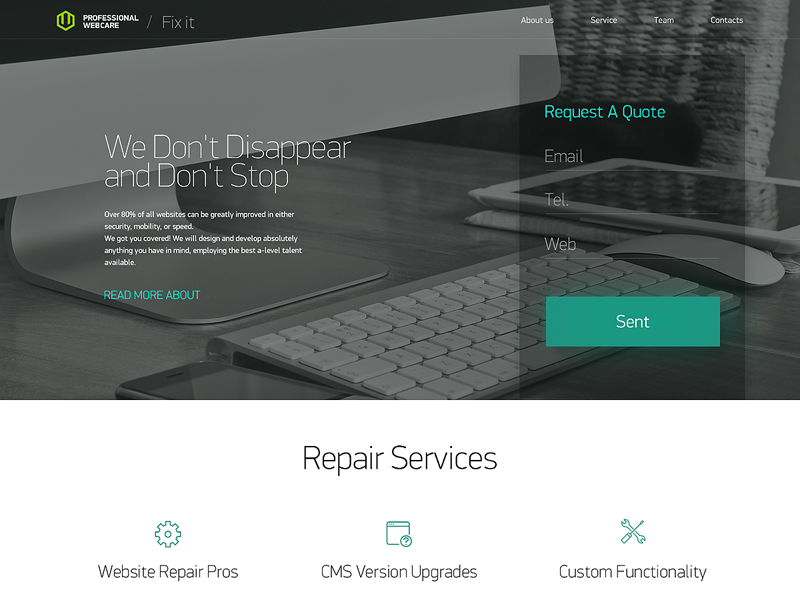 PROFESSIONAL
WEBCARE
/ Fix it
About us
Service
Team
Contacts
We Don't Disappear
and Don't Stop
Over 80% of all websites can be greatly improved in either
security, mobility, or speed.
We got you covered! We will design and develop absolutely
anything you have in mind, employing the best a-level talent
available.
READ MORE ABOUT
Request A Quote
Email
Tel.
Web
Sent
Repair Services
Website Repair Pros
CMS Version Upgrades
Custom Functionality